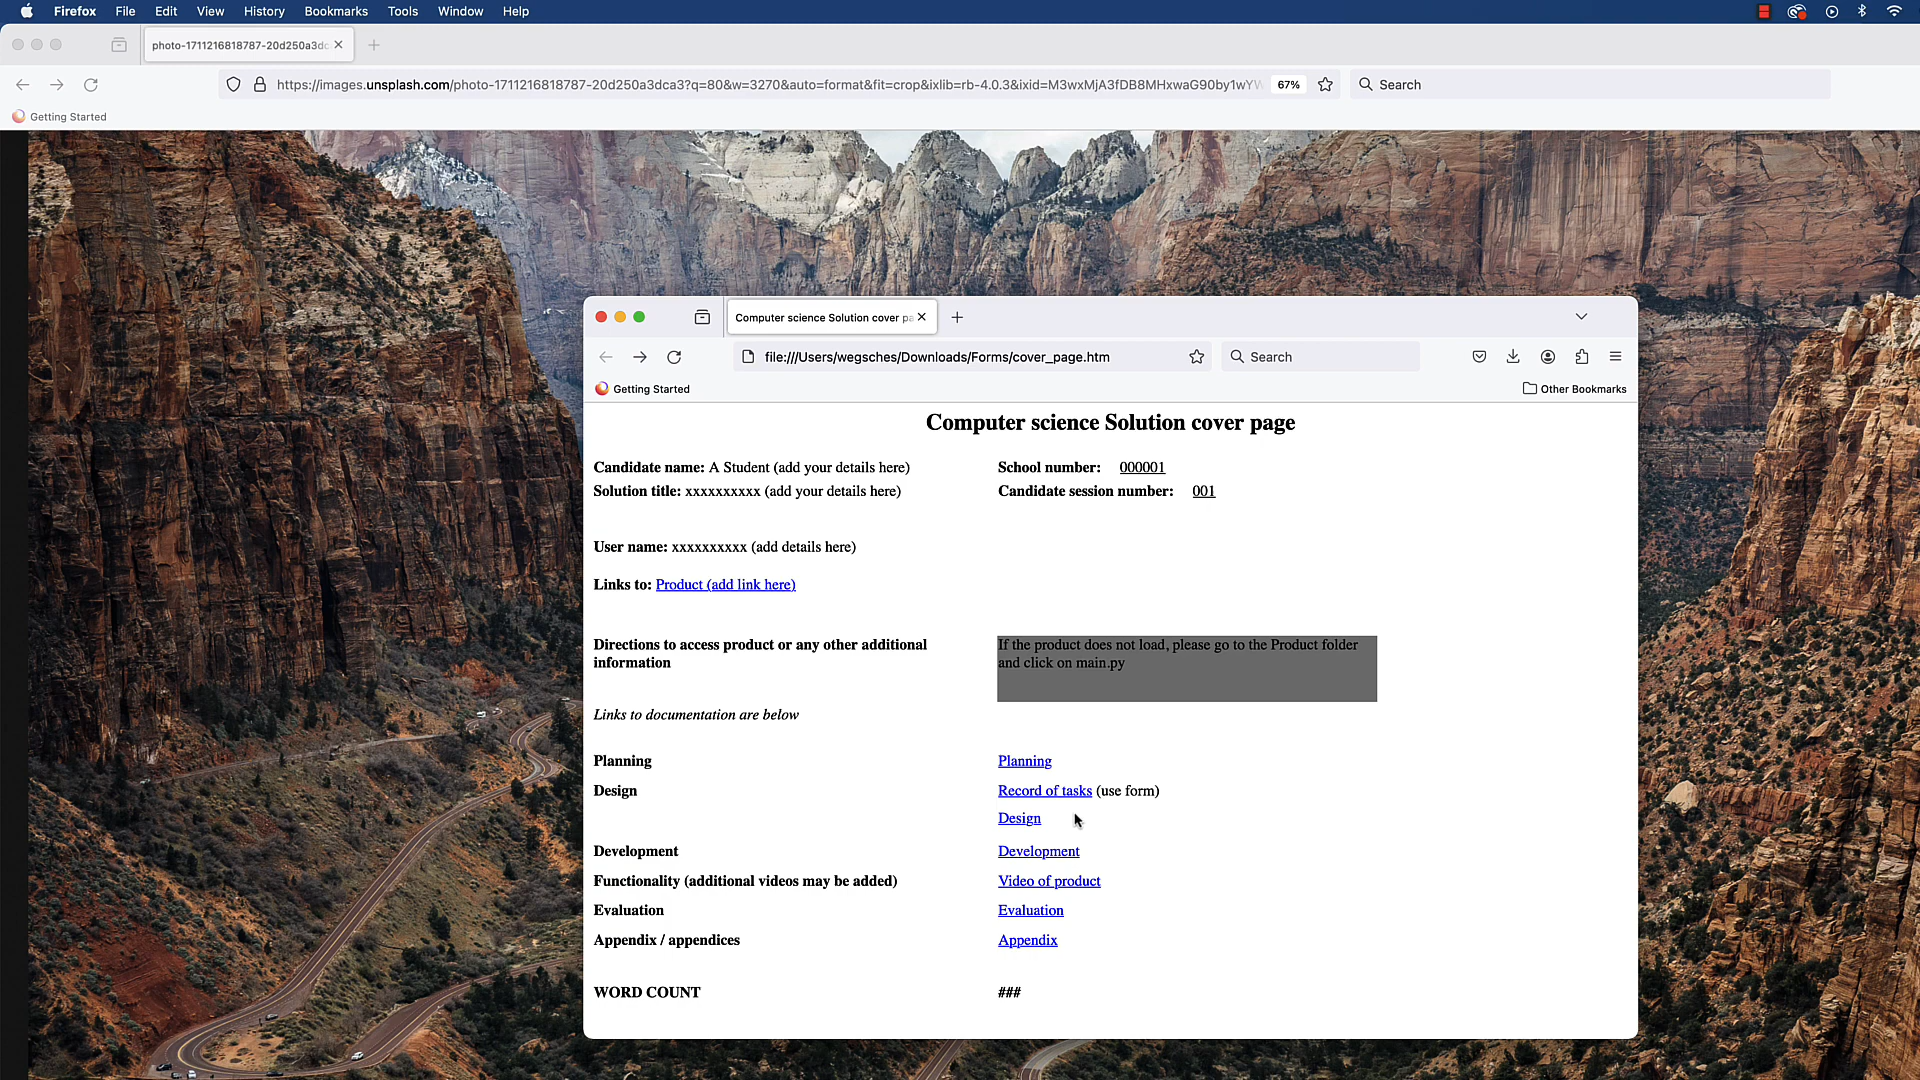 Firefox File Edit View History Bookmarks Tools Window Help
photo-1711216818787-20d250a3dc
https://images.unsplash.com/photo-1711216818787-20d250a3dca3?q=80&w=3270&auto=format&fit=crop&ixlib=rb-4.0.3&ixid=M3wxMjA3fDB8MHxwaG90by1wYW 67% Search
Getting Started
Computer science Solution cover pa
file:///Users/wegsches/Downloads/Forms/cover_page.htm Search
Getting Started Other Bookmarks
Computer science Solution cover page
Candidate name: A Student (add your details here) School number: 000001
Solution title: xxxxxxxxxx (add your details here) Candidate session number: 001
User name: xxxxxxxxxx (add details here)
Links to: Product (add link here)
Directions to access product or any other additional information
If the product does not load, please go to the Product folder
and click on main.py
Links to documentation are below
Planning Planning
Design Record of tasks (use form)
Design
Development Development
Functionality (additional videos may be added) Video of product
Evaluation Evaluation
Appendix / appendices Appendix
WORD COUNT ###